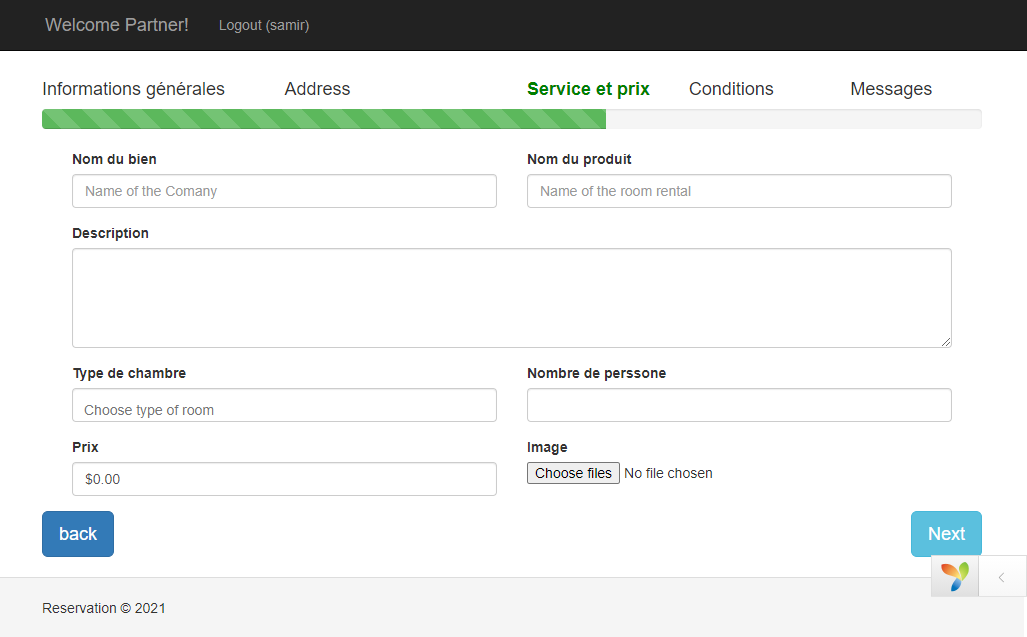 Welcome Partner! Logout (samir)
Informations générales Address Service et prix Conditions Messages
Nom du bien Nom du produit
Name of the Comany Name of the room rental
Description
Type de chambre Nombre de perssone
Choose type of room
Prix Image
$0.00 Choose files No file chosen
back Next
Reservation © 2021